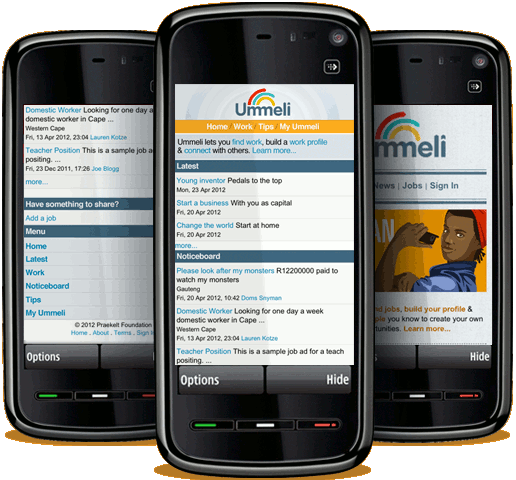 Domestic Worker Looking for one day a
domestic worker in Cape ...
Western Cape
Fri, 13 Apr 2012, 23:04 Lauren Kotze
Teacher Position This is a sample job a
positing. ...
Fri, 23 Dec 2011, 17:26 Joe Blogg
more...
Have something to share?
Add a job
Menu
Home
Latest
Work
Noticeboard
Tips
My Ummeli
© 2012 Praekelt Foundation
Home . About . Terms . Sign In
Options
Ummeli
Home / Work / Tips / My Ummeli
Ummeli lets you find work, build a work profile
& connect with others. Learn more...
Latest
Young inventor Pedals to the top
Mon, 23 Apr 2012
Start a business With you as capital
Fri, 20 Apr 2012
Change the world Start at home
Fri, 20 Apr 2012
more...
Noticeboard
Please look after my monsters R12200000 paid to
watch my monsters
Gauteng
Fri, 20 Apr 2012, 10:42 Doms Snyman
Domestic Worker Looking for one day a week
domestic worker in Cape ...
Western Cape
Fri, 13 Apr 2012, 23:04 Lauren Kotze
Teacher Position This is a sample job ad for a teach
positing. ...
Options Hide
mmeli
News | Jobs | Sign In
AN
nd jobs, build your profile &
ple you know to create your own
rtunities. Learn more...
Hide